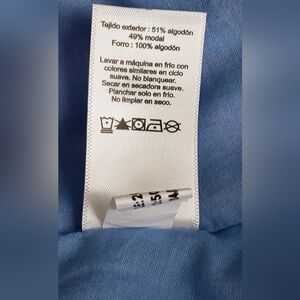 Tejido exterior : 51% algodón
49% modal
Forro : 100% algodón
Lavar a máquina en frío con
colores similares en ciclo
suave. No blanquear.
Secar en secadora suave.
Planchar solo en frío.
No limpiar en seco.